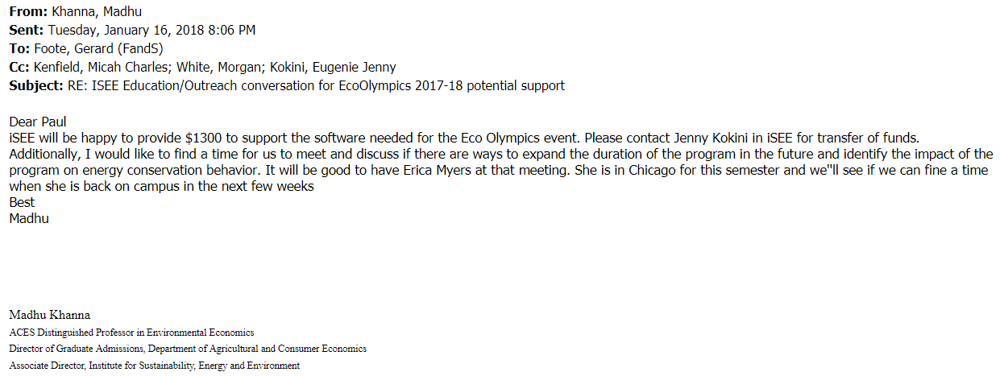 From: Khanna, Madhu
Sent: Tuesday, January 16, 2018 8:06 PM
To: Foote, Gerard (FandS)
Cc: Kenfield, Micah Charles; White, Morgan; Kokini, Eugenie Jenny
Subject: RE: ISEE Education/Outreach conversation for EcoOlympics 2017-18 potential support
Dear Paul
iSEE will be happy to provide $1300 to support the software needed for the Eco Olympics event. Please contact Jenny Kokini in iSEE for transfer of funds.
Additionally, I would like to find a time for us to meet and discuss if there are ways to expand the duration of the program in the future and identify the impact of the
program on energy conservation behavior. It will be good to have Erica Myers at that meeting. She is in Chicago for this semester and we"ll see if we can fine a time
when she is back on campus in the next few weeks
Best
Madhu
Madhu Khanna
ACES Distinguished Professor in Environmental Economics
Director of Graduate Admissions, Department of Agricultural and Consumer Economics
Associate Director, Institute for Sustainability, Energy and Environment